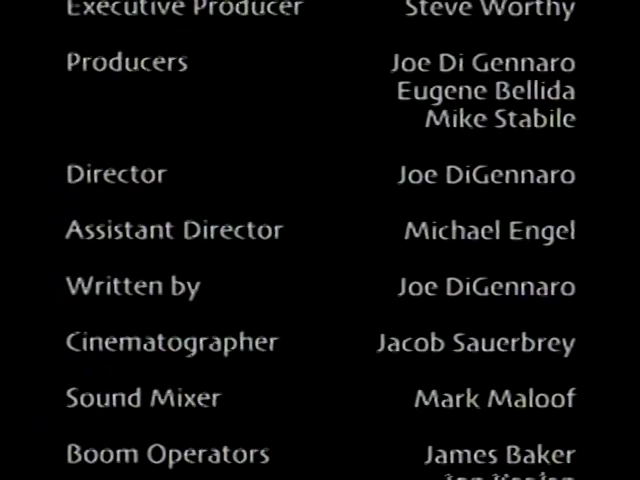 Executive Producer Steve Worthy
Producers Joe Di Gennaro
Eugene Bellida
Mike Stabile
Director Joe DiGennaro
Assistant Director Michael Engel
Written by Joe DiGennaro
Cinematographer Jacob Sauerbrey
Sound Mixer Mark Maloof
Boom Operators James Baker